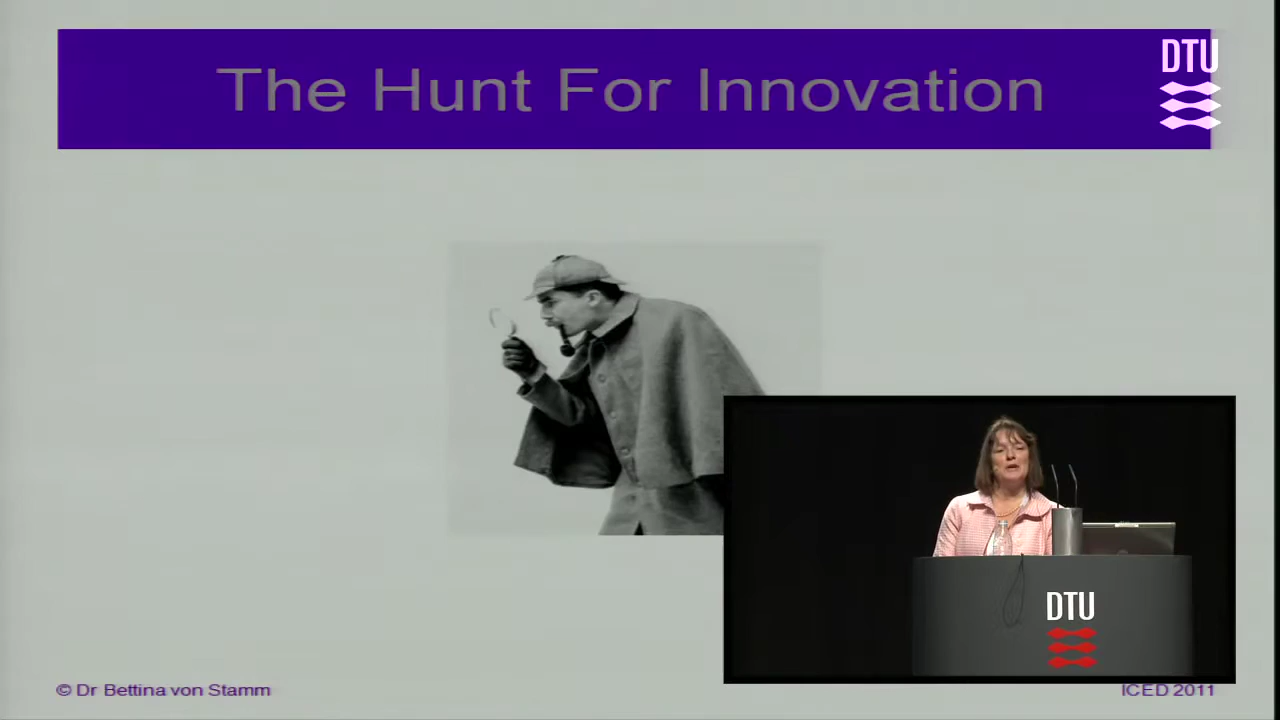 The Hunt For Innovation
DTU
DTU
© Dr Bettina von Stamm
ICED 2011